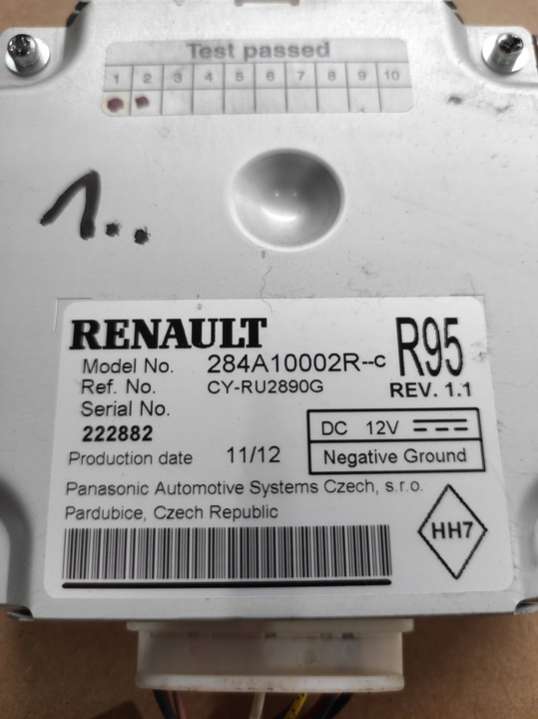 Test passed
1 2 3 4 5 6 7 8 9 10
1..
RENAULT
R95
Model No. 284A10002R--C
Ref. No. CY-RU2890G
REV. 1.1
Serial No.
222882
DC 12V
Production date 11/12
Negative Ground
Panasonic Automotive Systems Czech, s.r.o.
Pardubice, Czech Republic
HH7